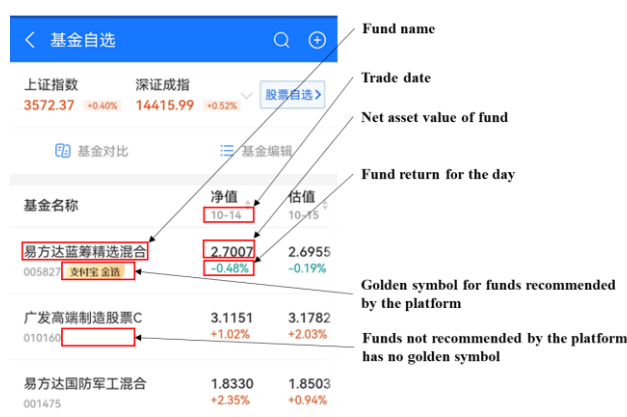 基金自选
Fund name
上证指数 深证成指
3572.37 +0.40% 14415.99 +0.52% 股票自选>
Trade date
基金对比 基金编辑
Net asset value of fund
Fund return for the day
基金名称 净值 估值
10-14 10-15
易方达蓝筹精选混合 2.7007 2.6955
005827 支付宝 金选 -0.48% -0.19%
Golden symbol for funds recommended
by the platform
广发高端制造股票C 3.1151 3.1782
010160 +1.02% +2.03%
Funds not recommended by the platform
has no golden symbol
易方达国防军工混合 1.8330 1.8503
001475 +2.35% +0.94%